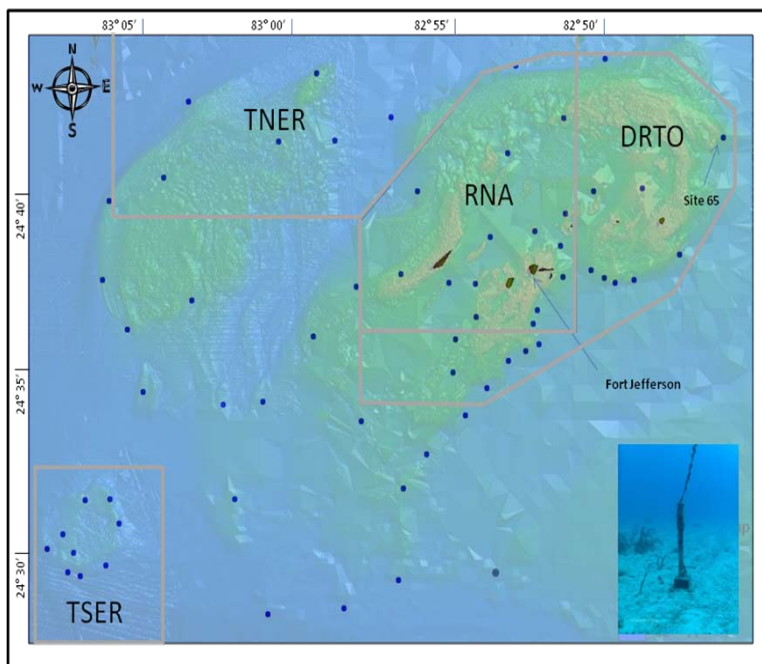 83° 05'
83° 00'
82° 55'
82° 50'
N
W
E
S
TNER
DRTO
RNA
Site 65
24° 40'
Fort Jefferson
24° 35'
24° 30'
TSER